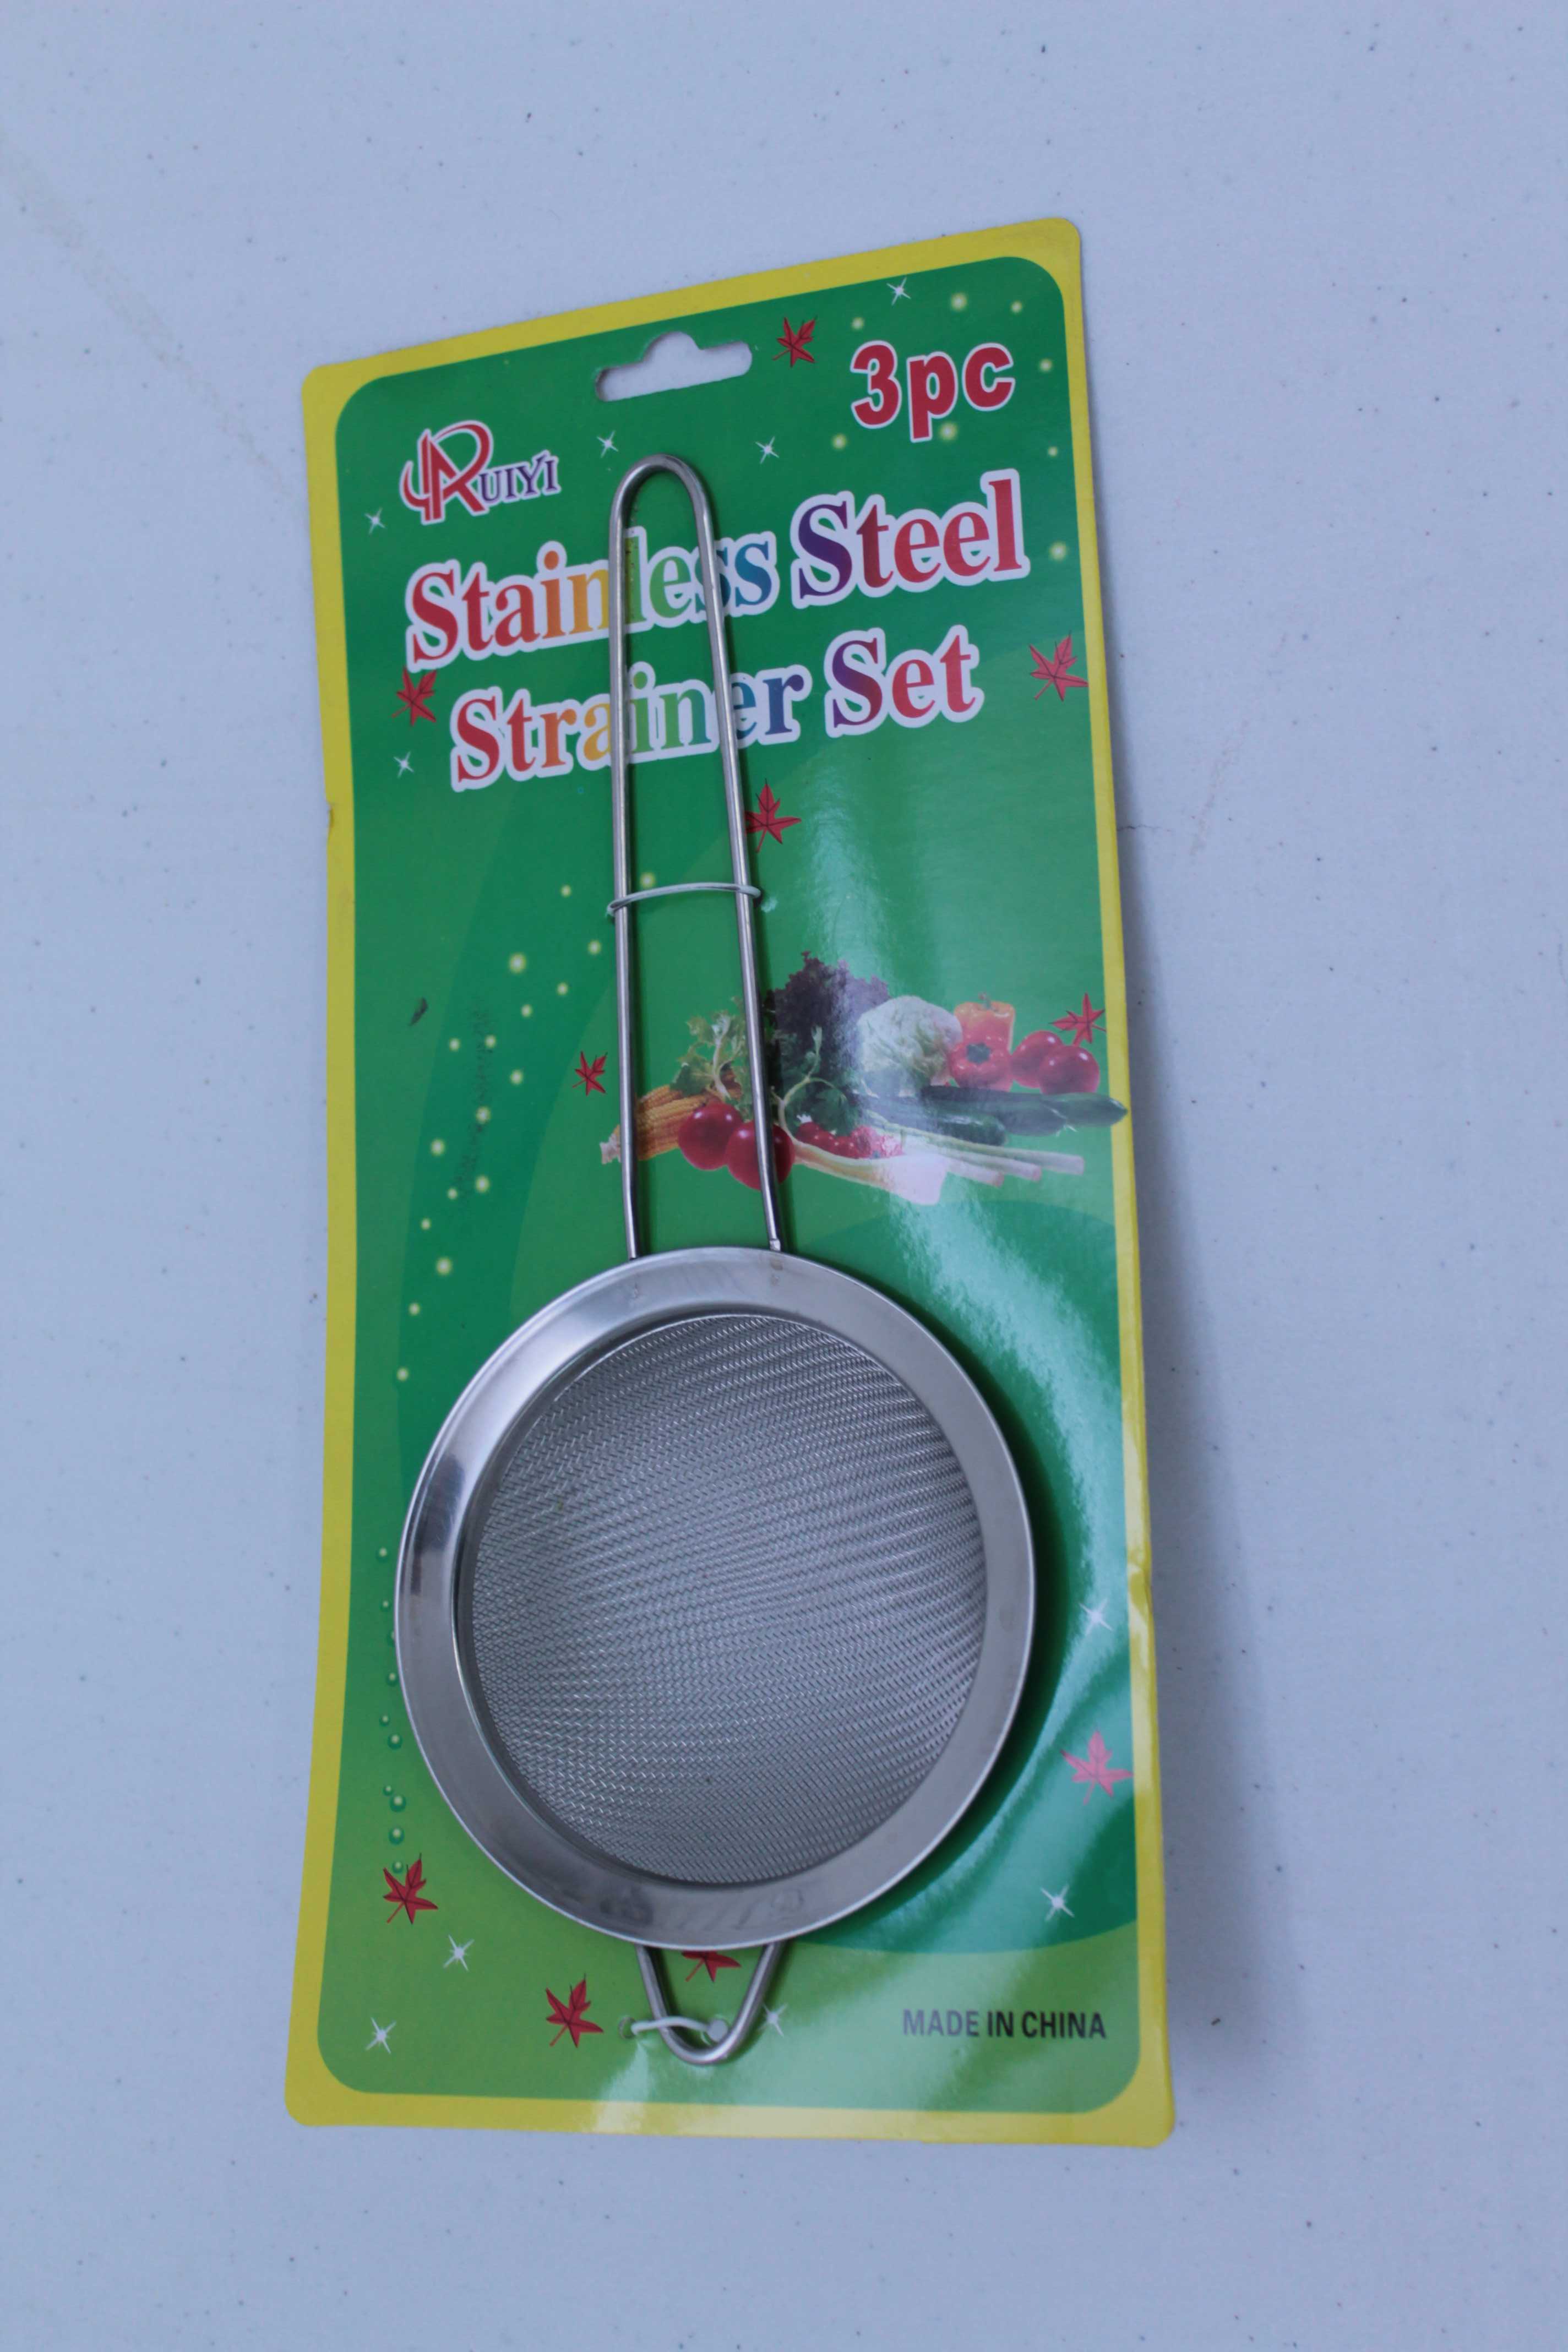 3pc
RUIYI
Stainless Steel
Strainer Set
MADE IN CHINA